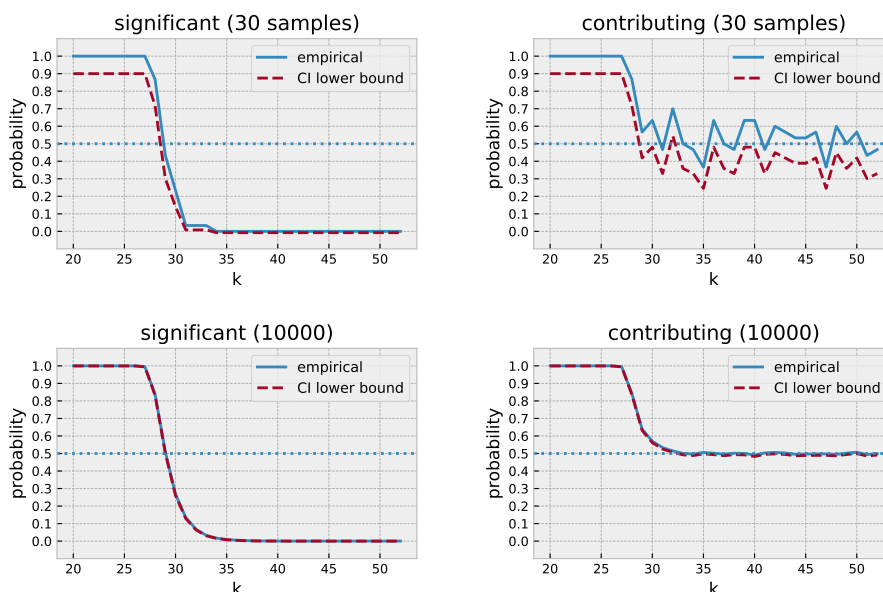 significant (30 samples)
1.0
0.9
0.8
0.7
0.6
0.5
0.4
0.3
0.2
0.1
0.0
probability
empirical
CI lower bound
20 25 30 35 40 45 50
k
contributing (30 samples)
1.0
0.9
0.8
0.7
0.6
0.5
0.4
0.3
0.2
0.1
0.0
probability
empirical
CI lower bound
20 25 30 35 40 45 50
k
significant (10000)
1.0
0.9
0.8
0.7
0.6
0.5
0.4
0.3
0.2
0.1
0.0
probability
empirical
CI lower bound
20 25 30 35 40 45 50
k
contributing (10000)
1.0
0.9
0.8
0.7
0.6
0.5
0.4
0.3
0.2
0.1
0.0
probability
empirical
CI lower bound
20 25 30 35 40 45 50
k